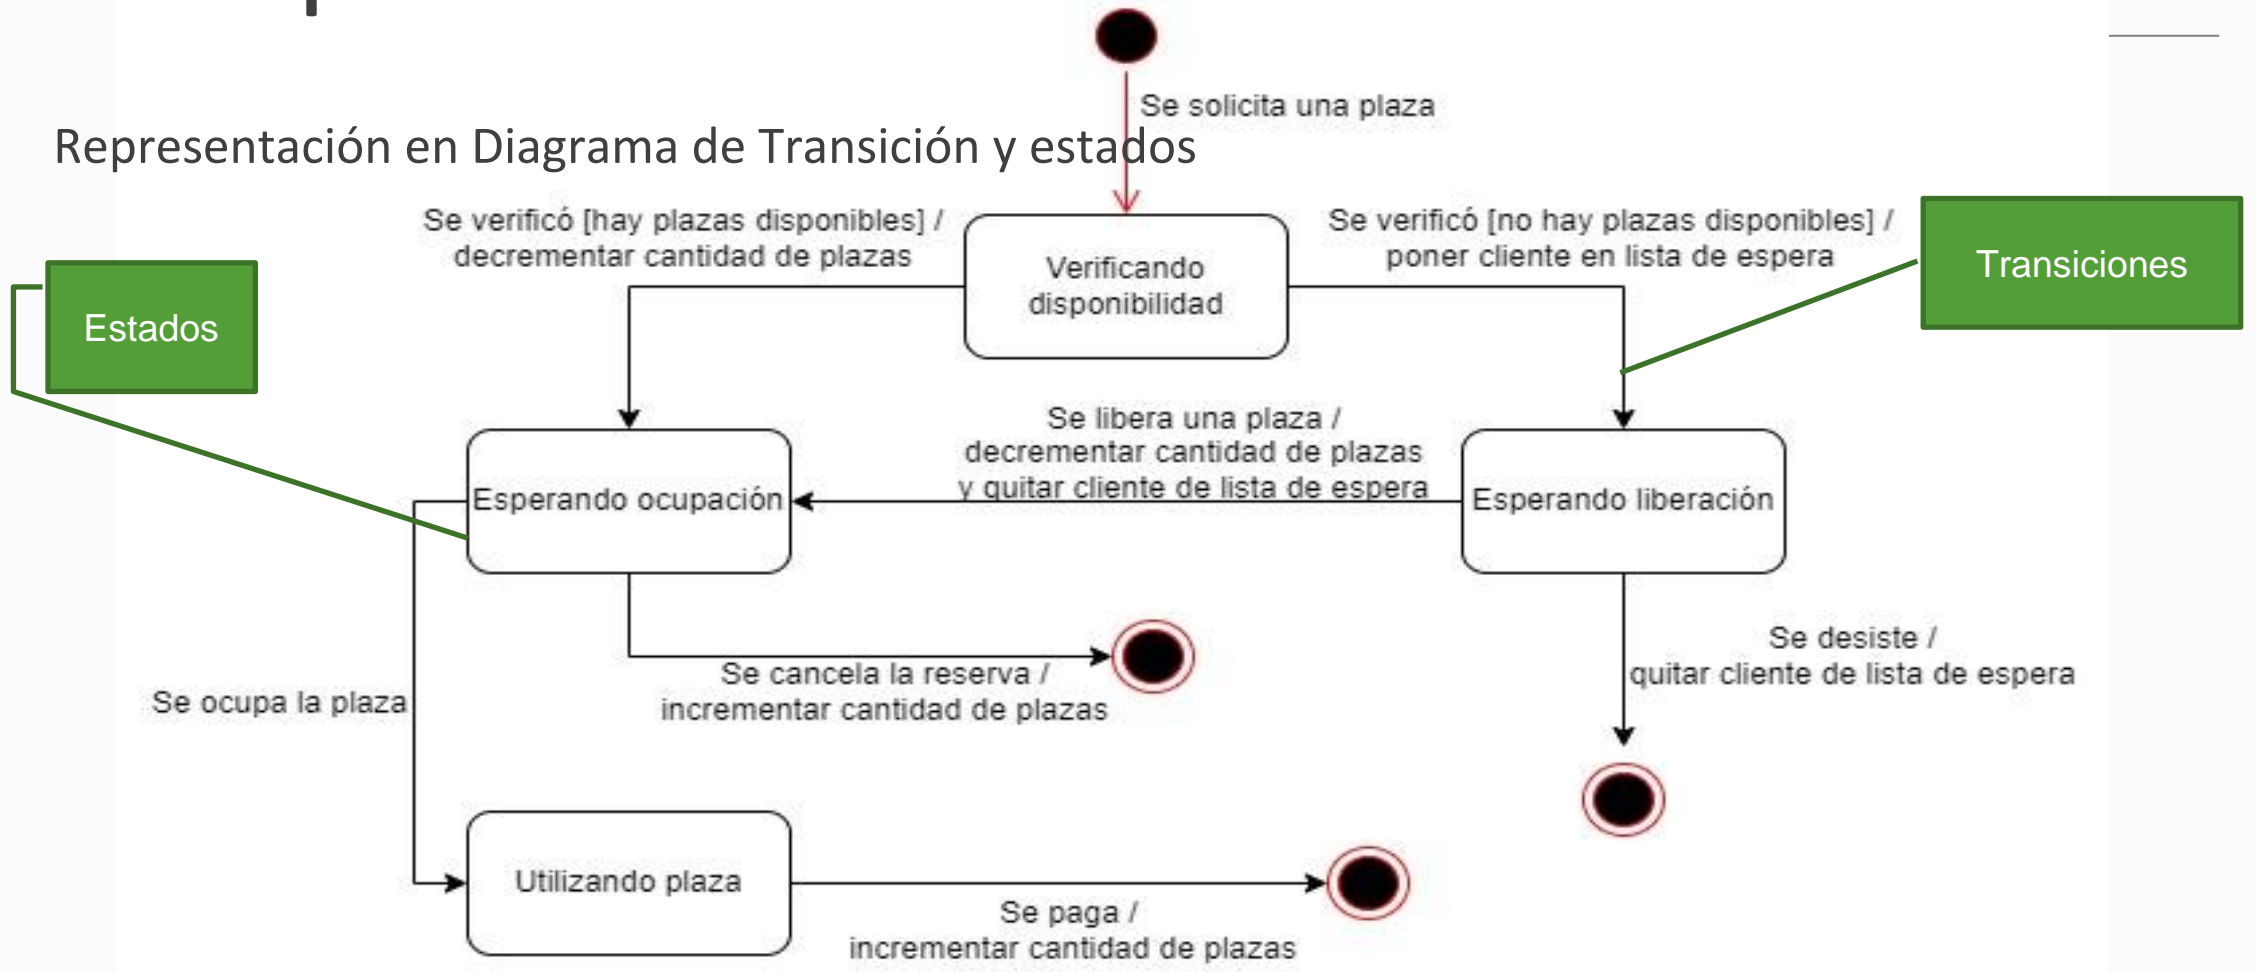 Se solicita una plaza
Representación en Diagrama de Transición y estados
Se verificó [hay plazas disponibles] /
decrementar cantidad de plazas
Se verificó [no hay plazas disponibles] /
poner cliente en lista de espera
Verificando
disponibilidad
Transiciones
Estados
Se libera una plaza /
decrementar cantidad de plazas
y quitar cliente de lista de espera
Esperando ocupación
Esperando liberación
Se desiste /
quitar cliente de lista de espera
Se cancela la reserva /
incrementar cantidad de plazas
Se ocupa la plaza
Utilizando plaza
Se paga /
incrementar cantidad de plazas